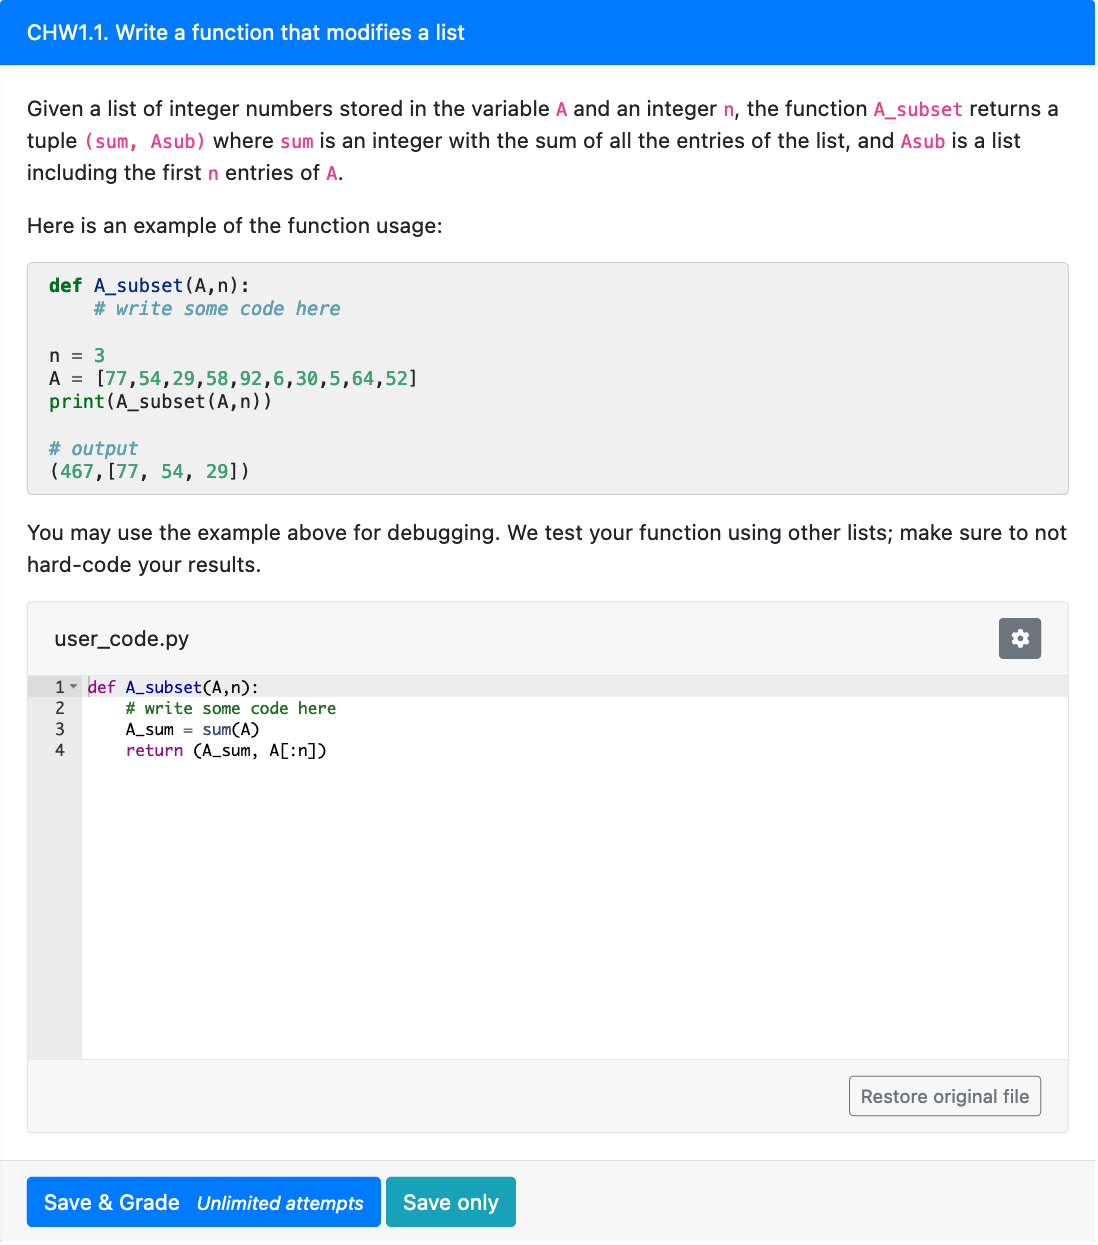 CHW1.1. Write a function that modifies a list
Given a list of integer numbers stored in the variable A and an integer n, the function A_subset returns a
tuple (sum, Asub) where sum is an integer with the sum of all the entries of the list, and Asub is a list
including the first n entries of A.
Here is an example of the function usage:
def A_subset(A,n):
    # write some code here
n = 3
A = [77,54,29,58,92,6,30,5,64,52]
print(A_subset(A,n))
# output
(467,[77, 54, 29])
You may use the example above for debugging. We test your function using other lists; make sure to not
hard-code your results.
user_code.py
1 def A_subset(A,n):
2     # write some code here
3     A_sum = sum(A)
4     return (A_sum, A[:n])
Restore original file
Save & Grade Unlimited attempts Save only